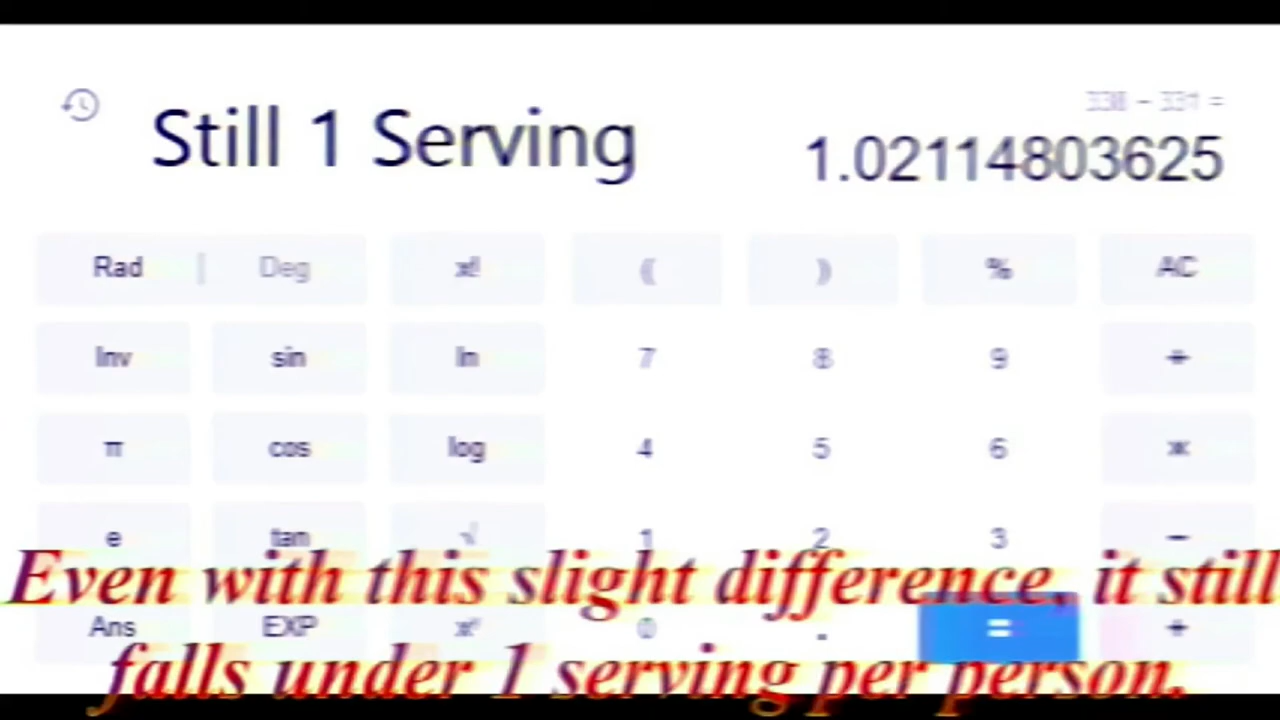 338 ÷ 331 =
Still 1 Serving
1.02114803625
Rad | Deg x! ( ) % AC
Inv sin ln 7 8 9 ÷
π cos log 4 5 6 ×
e tan √ 1 2 3 −
Ans EXP 0 . = +
Even with this slight difference, it still
falls under 1 serving per person.